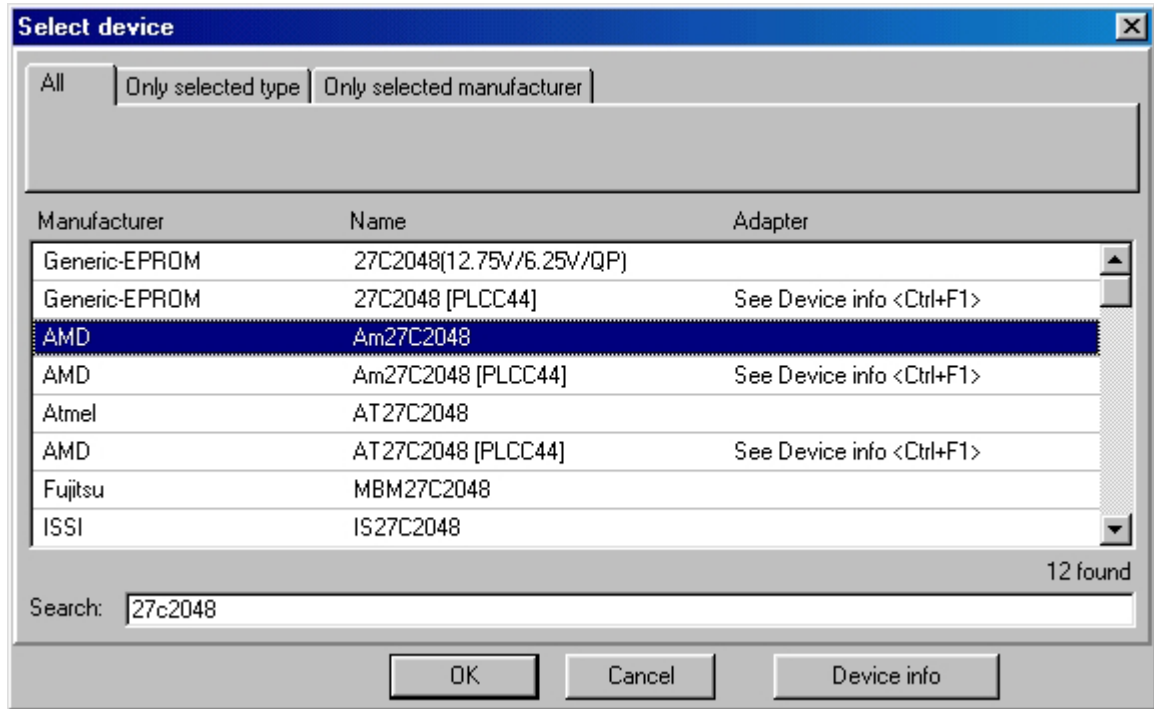 Select device
All Only selected type Only selected manufacturer
Manufacturer Name Adapter
Generic-EPROM 27C2048(12.75V/6.25V/QP)
Generic-EPROM 27C2048 [PLCC44] See Device info <Ctrl+F1>
AMD Am27C2048
AMD Am27C2048 [PLCC44] See Device info <Ctrl+F1>
Atmel AT27C2048
AMD AT27C2048 [PLCC44] See Device info <Ctrl+F1>
Fujitsu MBM27C2048
ISSI IS27C2048
12 found
Search: 27c2048
OK Cancel Device info